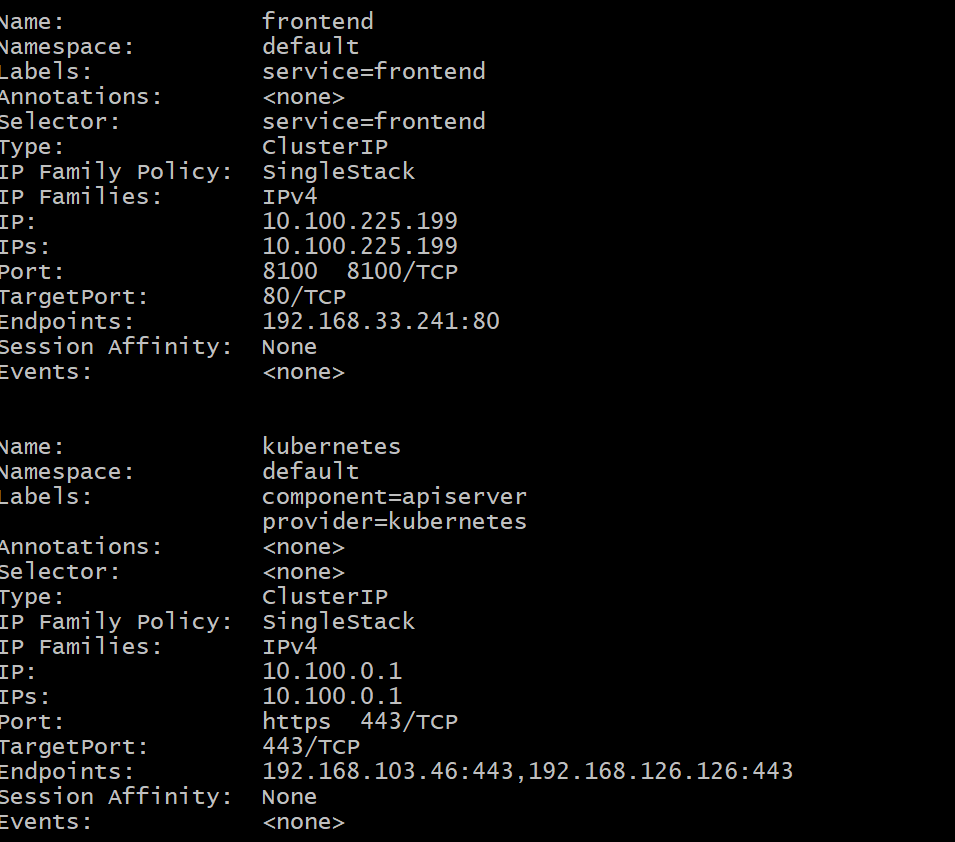 Name:              frontend
Namespace:         default
Labels:            service=frontend
Annotations:       <none>
Selector:          service=frontend
Type:              ClusterIP
IP Family Policy:  SingleStack
IP Families:       IPv4
IP:                10.100.225.199
IPs:               10.100.225.199
Port:              8100  8100/TCP
TargetPort:        80/TCP
Endpoints:         192.168.33.241:80
Session Affinity:  None
Events:            <none>
Name:              kubernetes
Namespace:         default
Labels:            component=apiserver
                   provider=kubernetes
Annotations:       <none>
Selector:          <none>
Type:              ClusterIP
IP Family Policy:  SingleStack
IP Families:       IPv4
IP:                10.100.0.1
IPs:               10.100.0.1
Port:              https  443/TCP
TargetPort:        443/TCP
Endpoints:         192.168.103.46:443,192.168.126.126:443
Session Affinity:  None
Events:            <none>